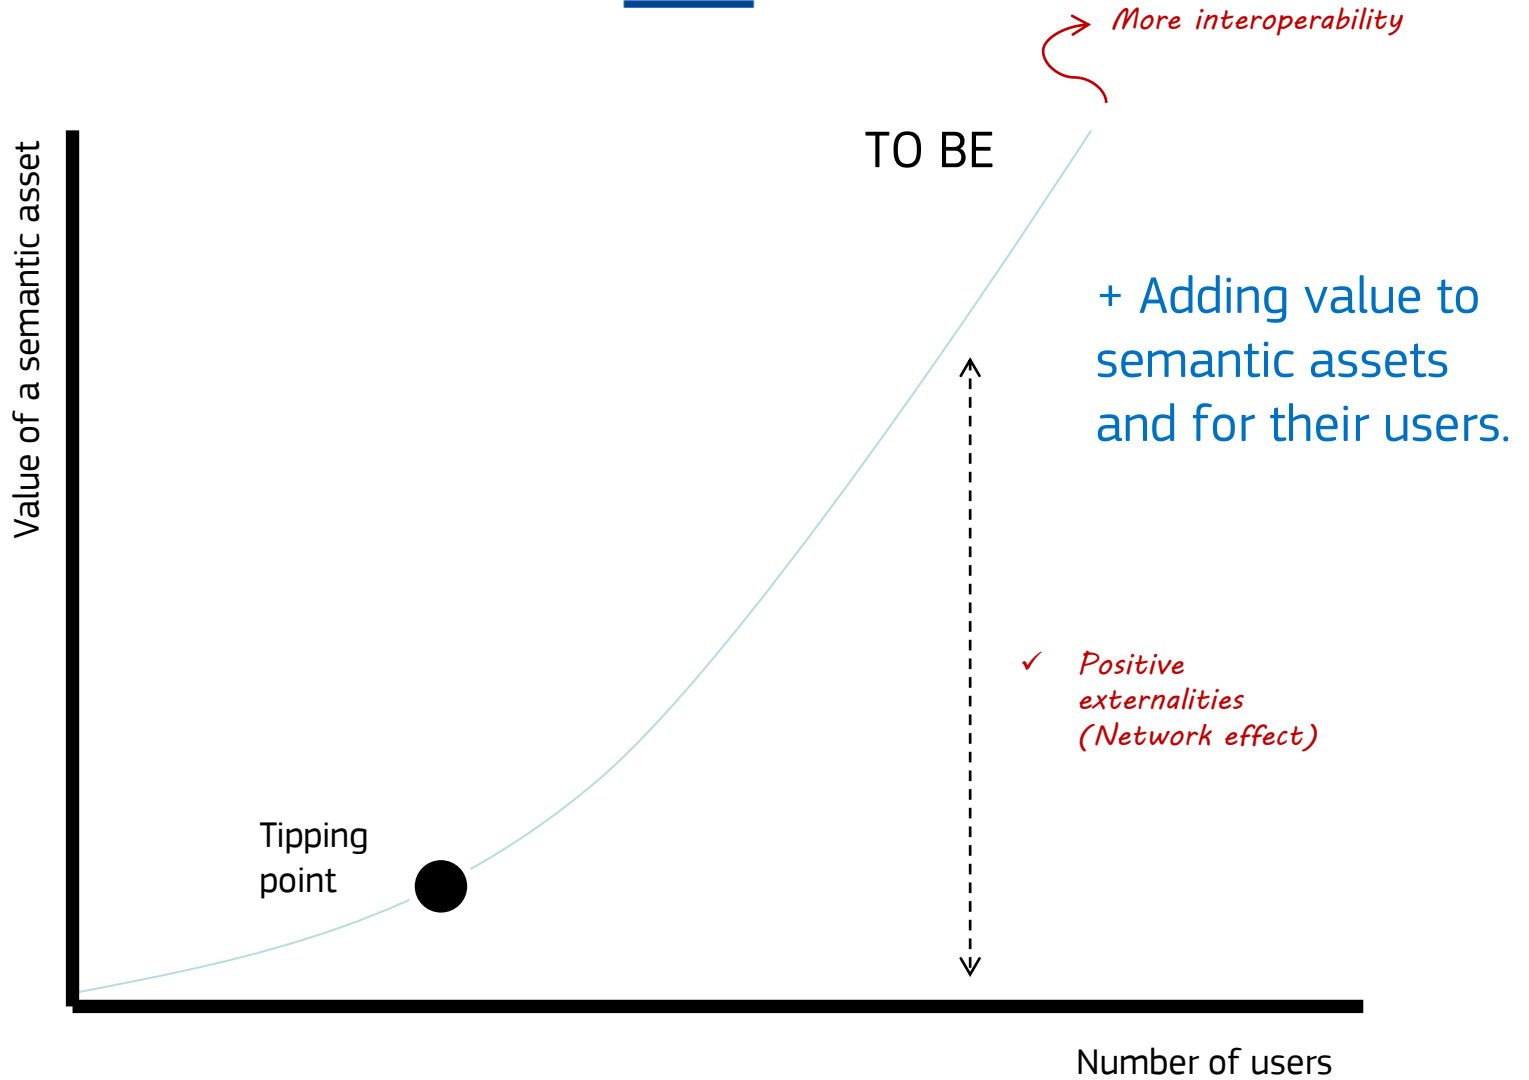 More interoperability
TO BE
Value of a semantic asset
+ Adding value to
semantic assets
and for their users.
✓ Positive
externalities
(Network effect)
Tipping
point
Number of users